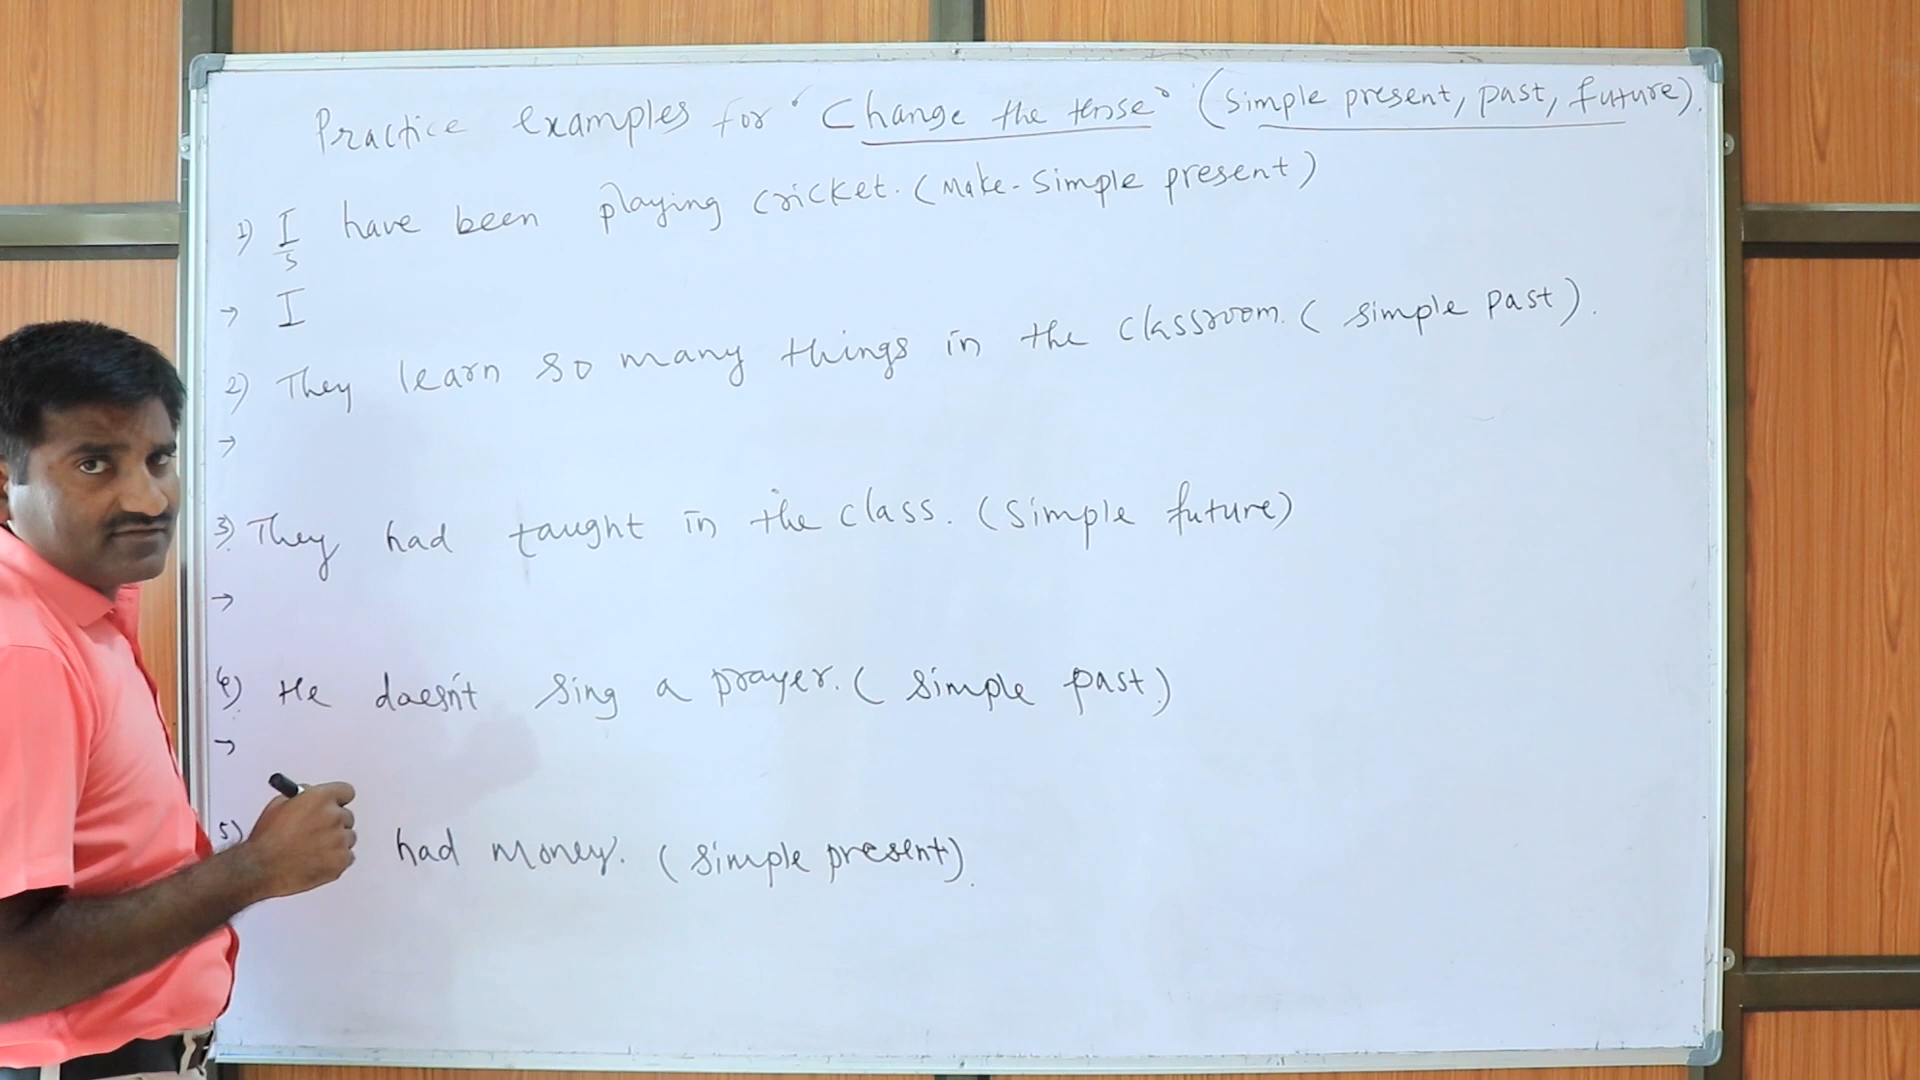 Practice examples for "Change the tense" (Simple present, past, future).
1) I have been playing cricket. (Make - Simple present)
S
→ I
2) They learn so many things in the classroom. (simple past).
→
3) They had taught in the class. (Simple future)
→
4) He doesn't sing a prayer. (simple past)
→
5) had money. (simple present).